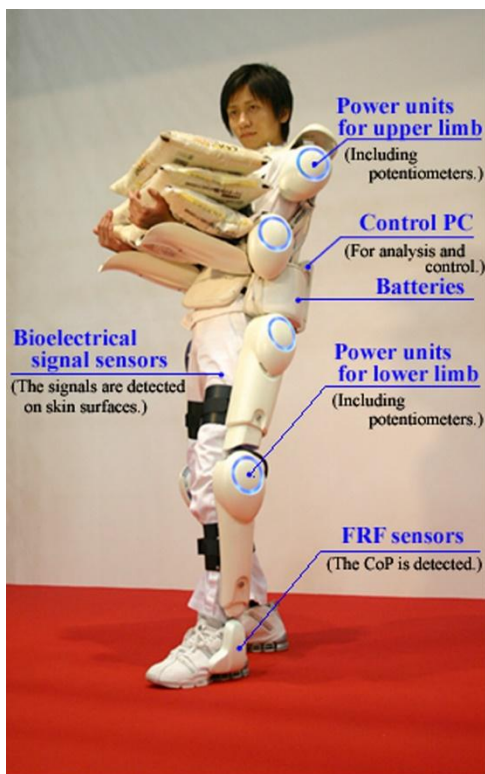 Power units
for upper limb
(Including
potentiometers.)
Control PC
(For analysis and
control.)
Batteries
Bioelectrical
signal sensors
(The signals are detected
on skin surfaces.)
Power units
for lower limb
(Including
potentiometers.)
FRF sensors
(The CoP is detected.)